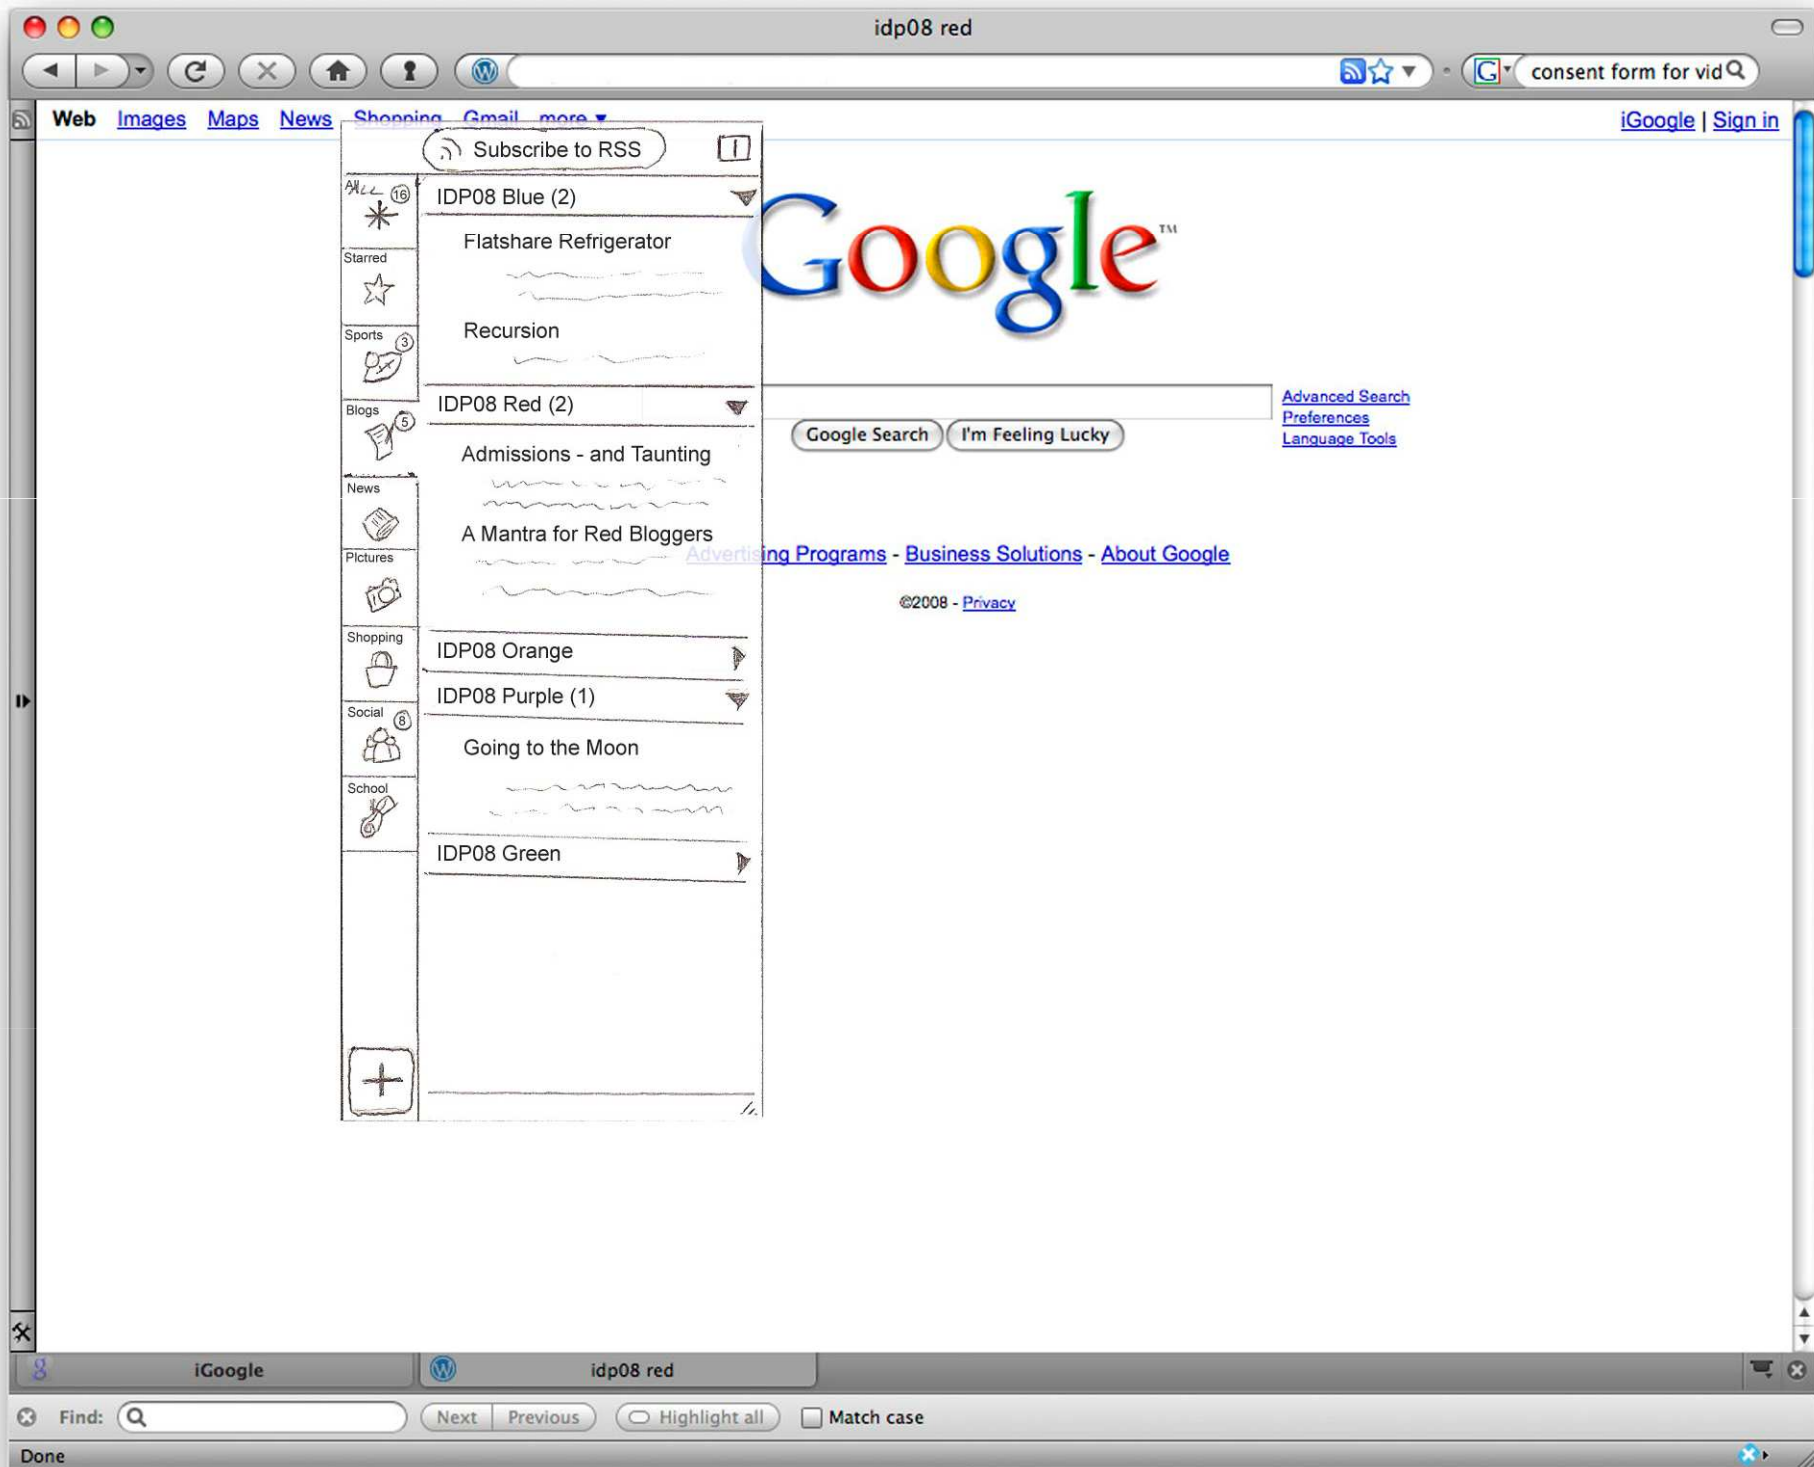 idp08 red
consent form for vid
Web Images Maps News Shopping Gmail more ▼
iGoogle | Sign in
Subscribe to RSS
All
ALL 16
IDP08 Blue (2)
Google™
Flatshare Refrigerator
Starred
Recursion
Sports 3
IDP08 Red (2)
Advanced Search
Preferences
Language Tools
Blogs 5
Google Search I'm Feeling Lucky
Admissions - and Taunting
News
A Mantra for Red Bloggers
Advertising Programs - Business Solutions - About Google
Pictures
©2008 - Privacy
Shopping
IDP08 Orange
IDP08 Purple (1)
Social 8
Going to the Moon
School
IDP08 Green
iGoogle
idp08 red
Find: Next Previous Highlight all Match case
Done